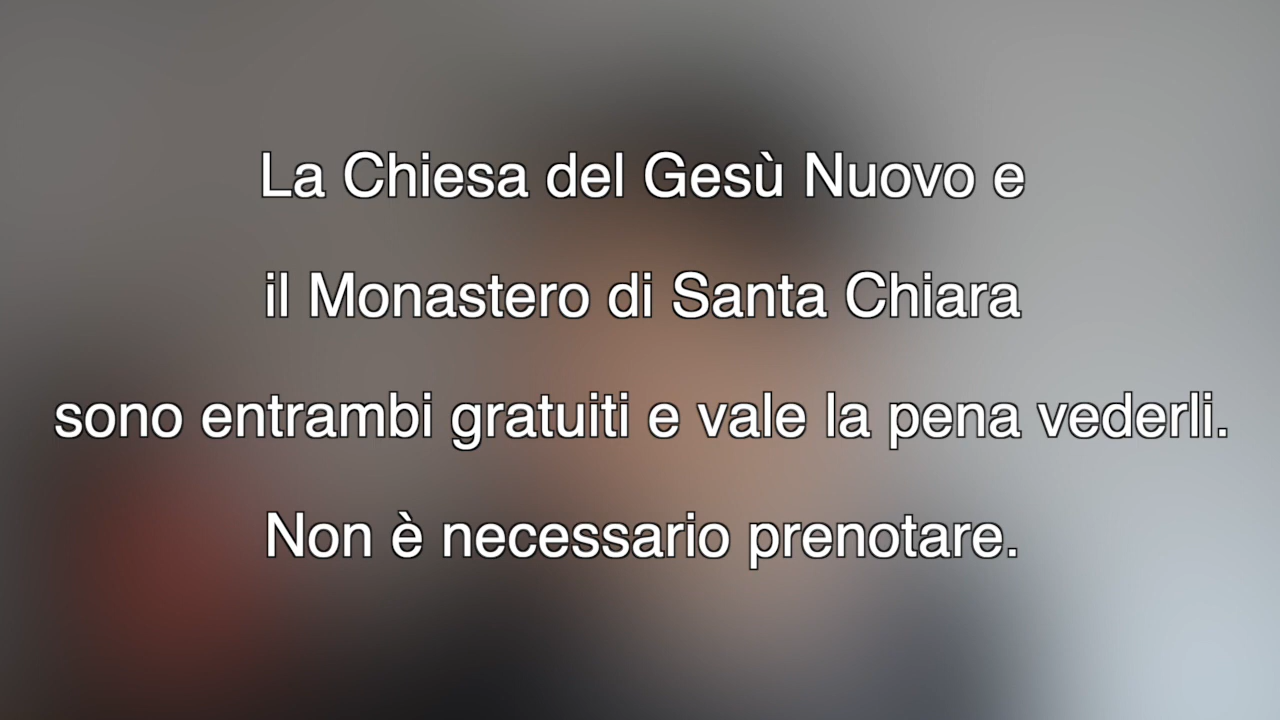 La Chiesa del Gesù Nuovo e
il Monastero di Santa Chiara
sono entrambi gratuiti e vale la pena vederli.
Non è necessario prenotare.